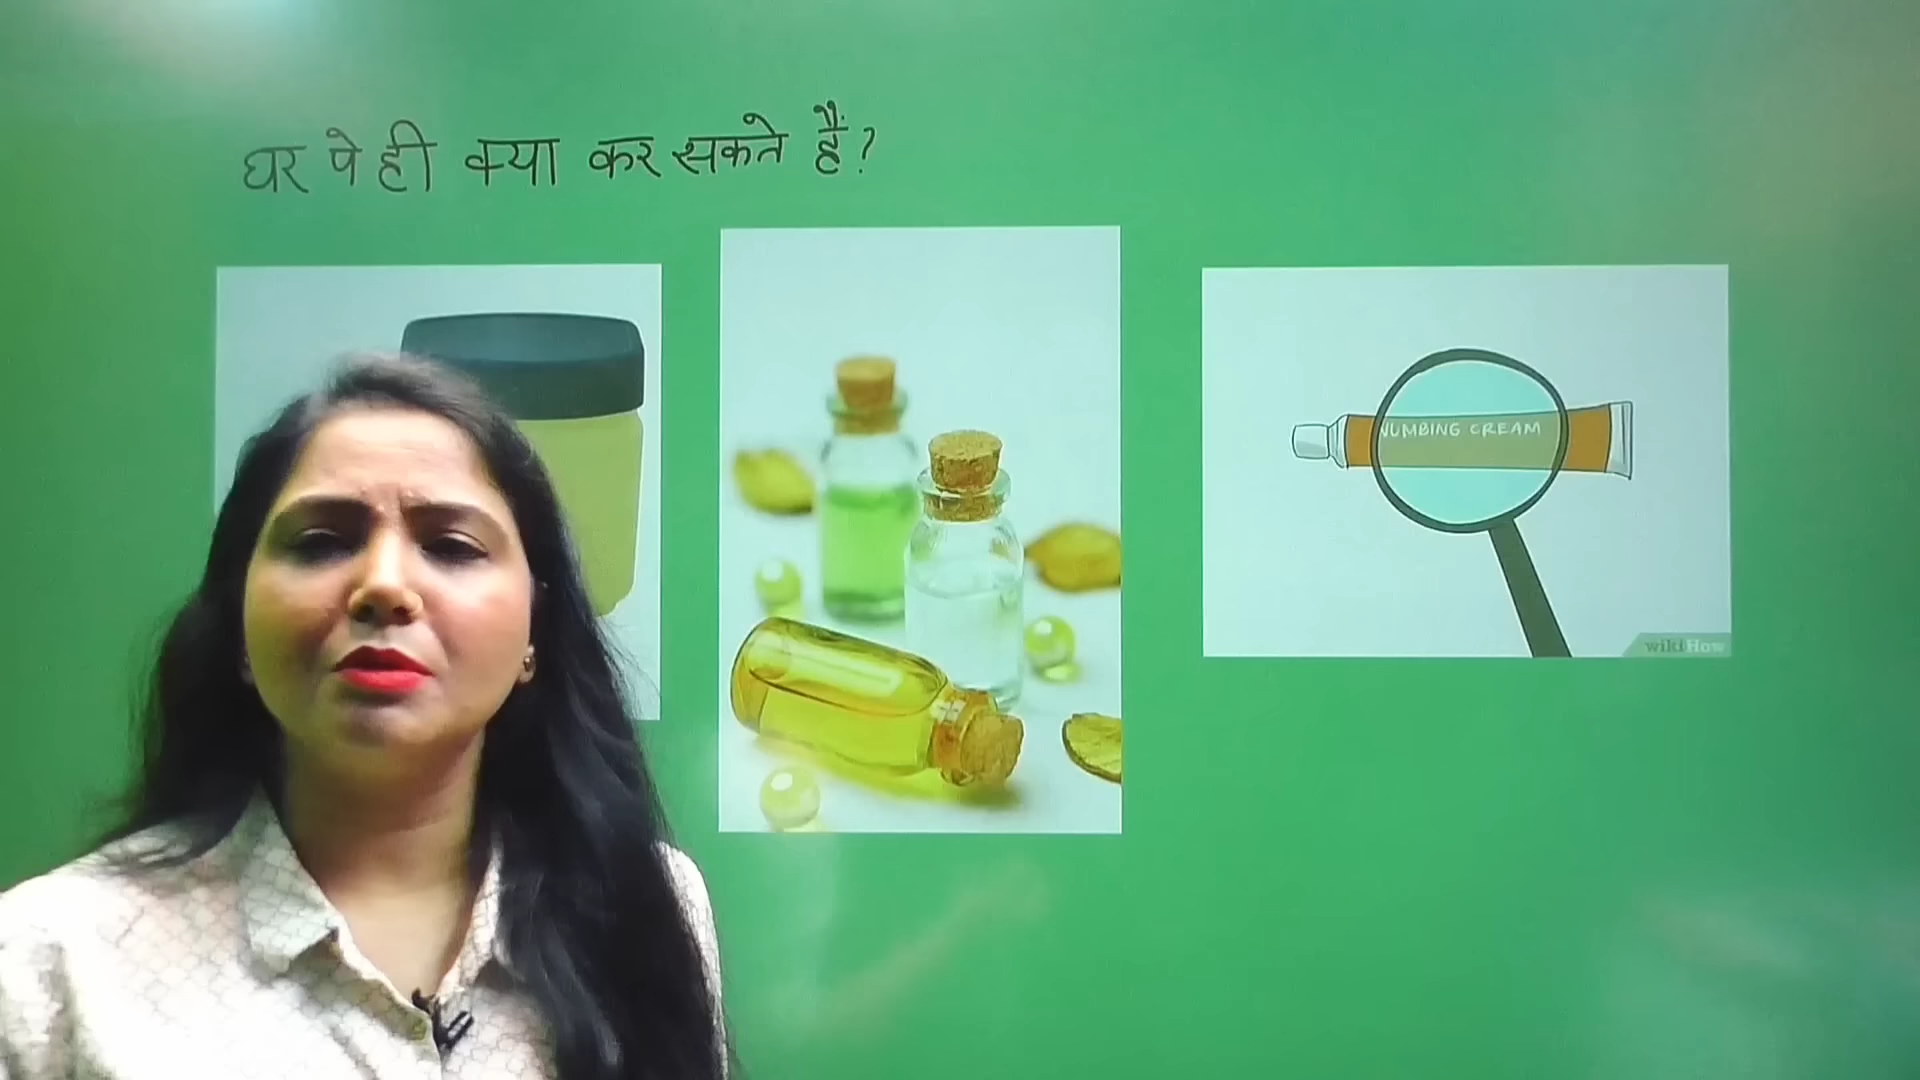 घर पे ही क्या कर सकते हैं?
NUMBING CREAM
wikiHow